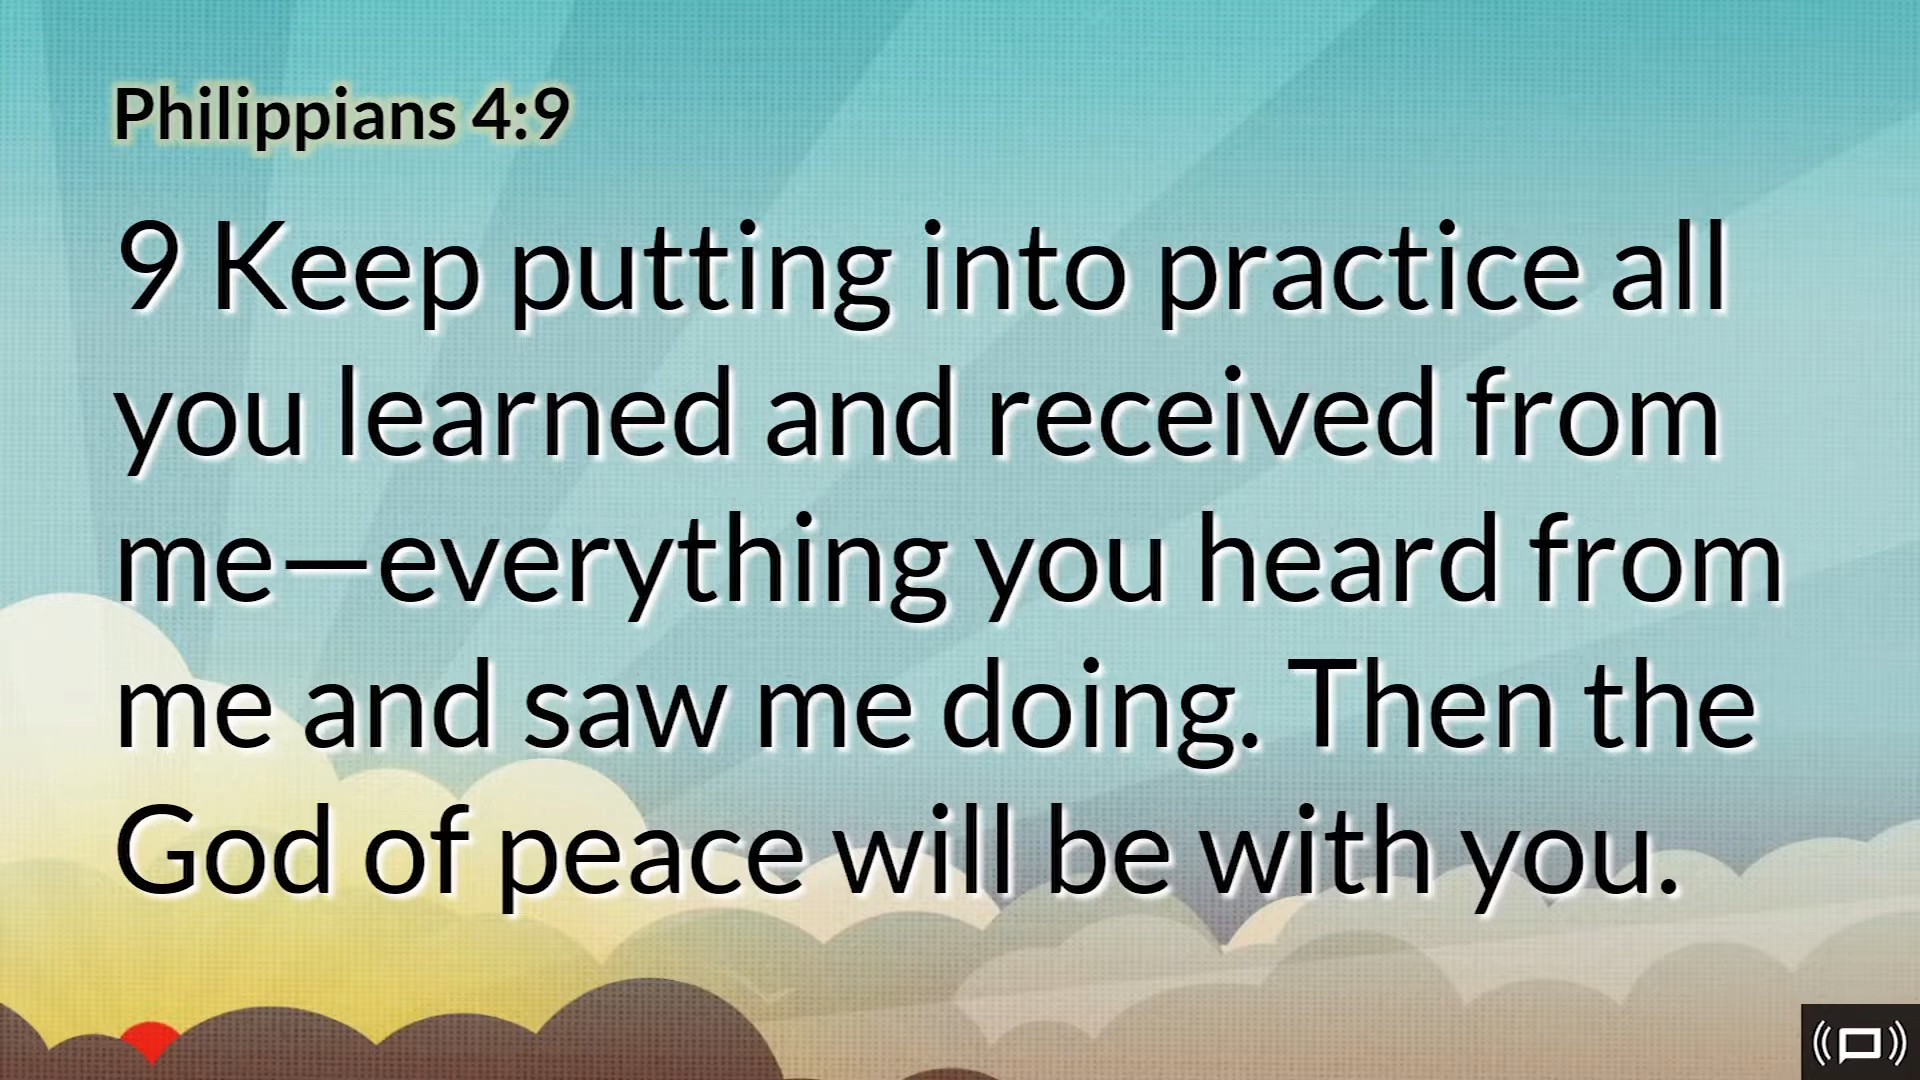 Philippians 4:9
9 Keep putting into practice all
you learned and received from
me—everything you heard from
me and saw me doing. Then the
God of peace will be with you.